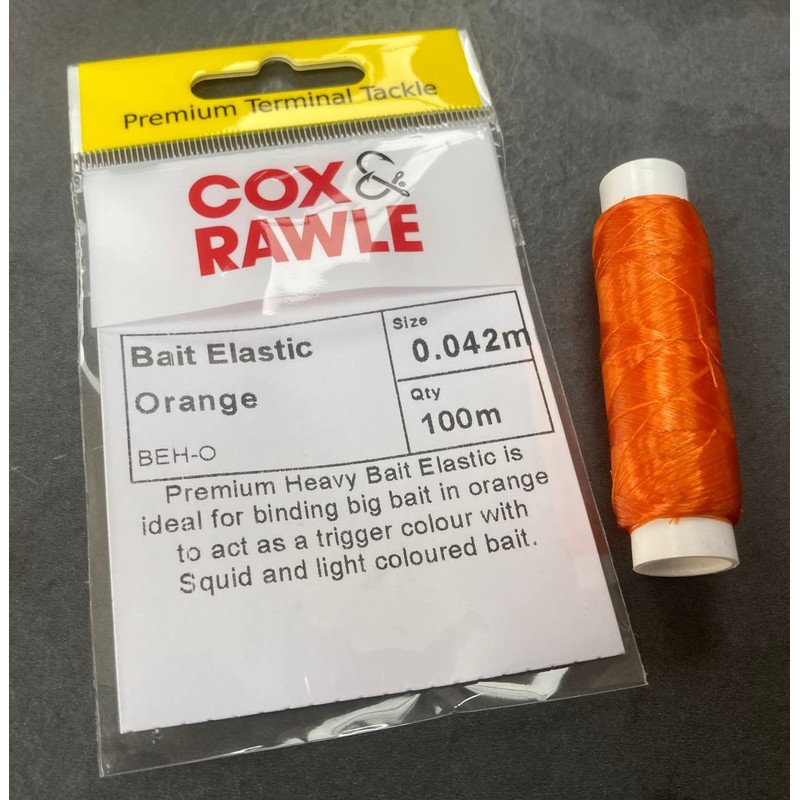 Premium Terminal Tackle
COX &
RAWLE
Bait Elastic
Orange
BEH-O
Size
0.042m
Qty
100m
Premium Heavy Bait Elastic is
ideal for binding big bait in orange
to act as a trigger colour with
Squid and light coloured bait.